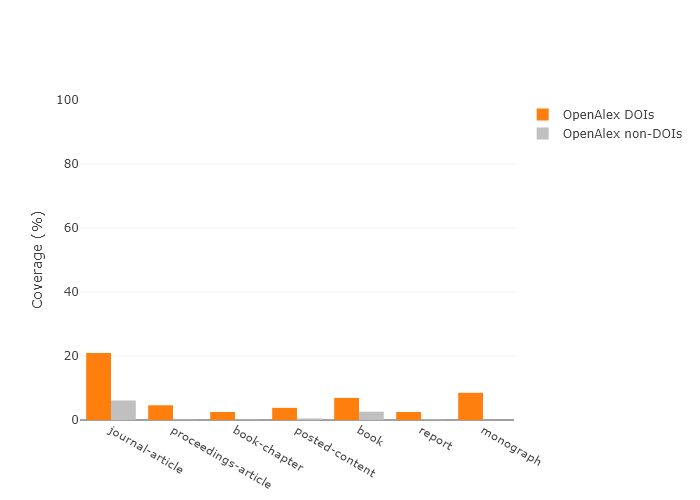 100
80
60
40
20
0
Coverage (%)
journal-article
proceedings-article
book-chapter
posted-content
book
report
monograph
OpenAlex DOIs
OpenAlex non-DOIs